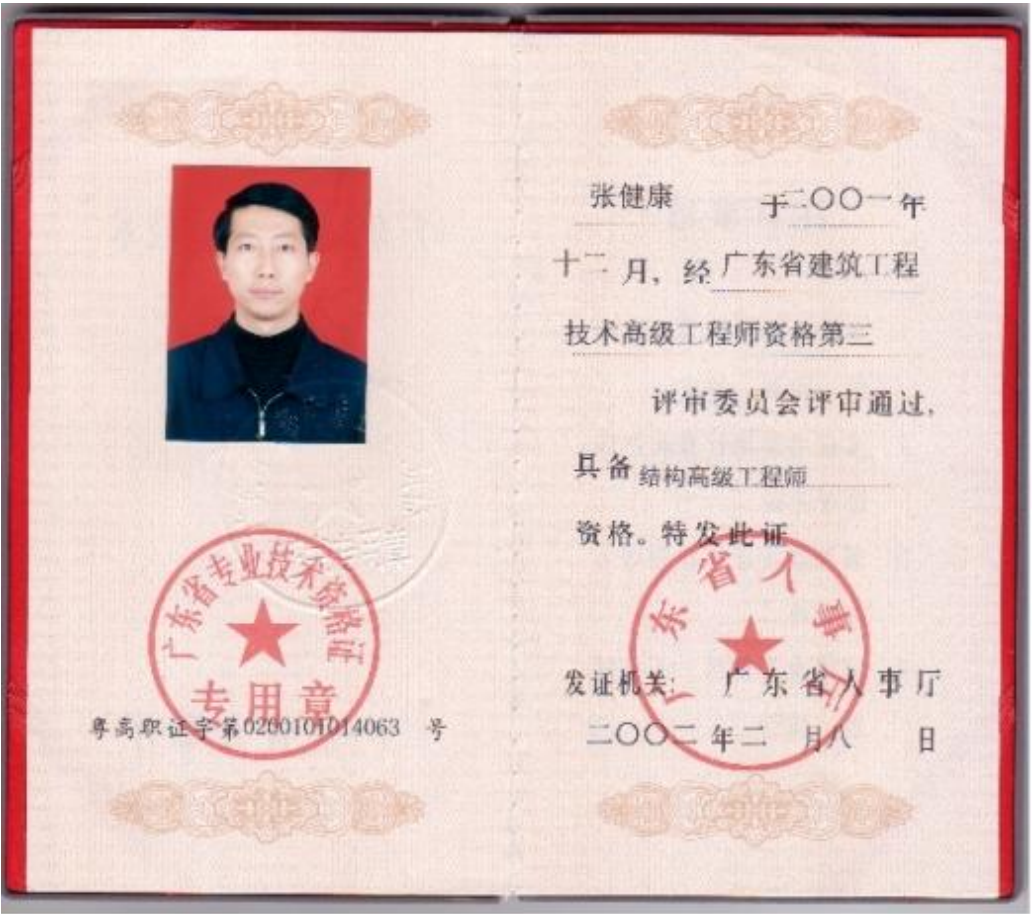 广东省专业技术资格证
专用章
粤高职证字第0200101014063 号
张健康 于二〇〇一年
十二 月，经 广东省建筑工程
技术高级工程师资格第三
评审委员会评审通过，
具备 结构高级工程师
资格。特发此证
广东省人事厅
发证机关： 广东省人事厅
二〇〇二 年二 月八 日